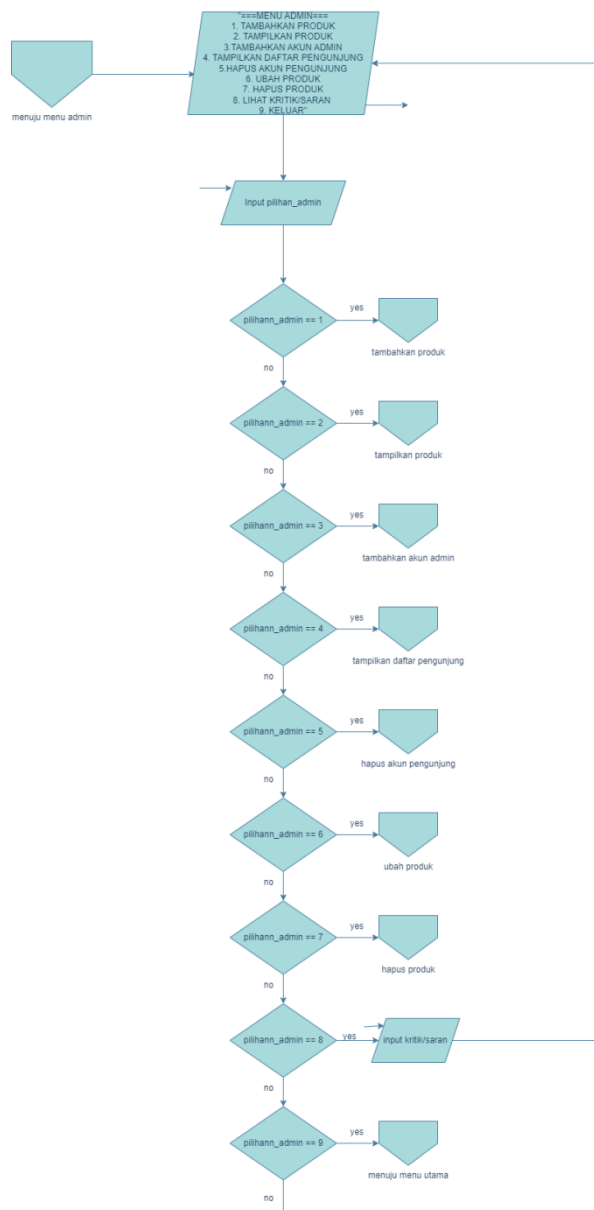 "===MENU ADMIN===
1. TAMBAHKAN PRODUK
2. TAMPILKAN PRODUK
3.TAMBAHKAN AKUN ADMIN
4. TAMPILKAN DAFTAR PENGUNJUNG
5.HAPUS AKUN PENGUNJUNG
6. UBAH PRODUK
7. HAPUS PRODUK
8. LIHAT KRITIK/SARAN
9. KELUAR"
menuju menu admin
Input pilihan_admin
pilihann_admin == 1
yes
tambahkan produk
no
pilihann_admin == 2
yes
tampilkan produk
no
pilihann_admin == 3
yes
tambahkan akun admin
no
pilihann_admin == 4
yes
tampilkan daftar pengunjung
no
pilihann_admin == 5
yes
hapus akun pengunjung
no
pilihann_admin == 6
yes
ubah produk
no
pilihann_admin == 7
yes
hapus produk
no
pilihann_admin == 8
yes
input kritik/saran
no
pilihann_admin == 9
yes
menuju menu utama
no